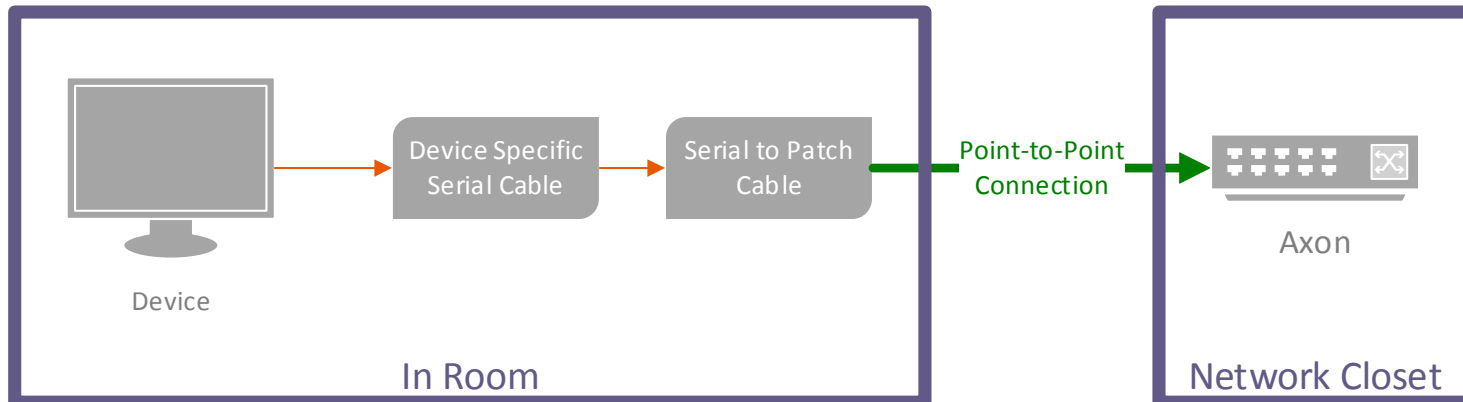 Device Specific
Serial Cable
Serial to Patch
Cable
Point-to-Point
Connection
Axon
Device
In Room
Network Closet